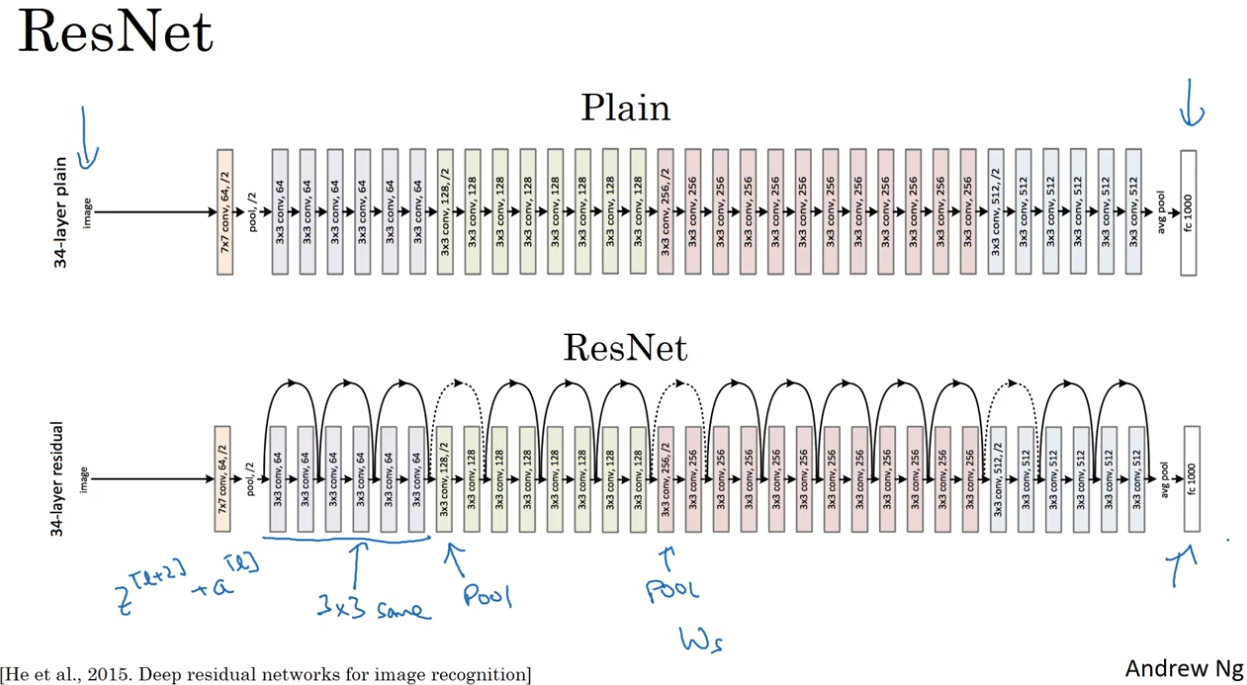 ResNet
Plain
34-layer plain
image
7x7 conv, 64, /2
pool, /2
3x3 conv, 64
3x3 conv, 64
3x3 conv, 64
3x3 conv, 64
3x3 conv, 64
3x3 conv, 64
3x3 conv, 128, /2
3x3 conv, 128
3x3 conv, 128
3x3 conv, 128
3x3 conv, 128
3x3 conv, 128
3x3 conv, 128
3x3 conv, 128
3x3 conv, 256, /2
3x3 conv, 256
3x3 conv, 256
3x3 conv, 256
3x3 conv, 256
3x3 conv, 256
3x3 conv, 256
3x3 conv, 256
3x3 conv, 256
3x3 conv, 256
3x3 conv, 256
3x3 conv, 256
3x3 conv, 512, /2
3x3 conv, 512
3x3 conv, 512
3x3 conv, 512
3x3 conv, 512
3x3 conv, 512
avg pool
fc 1000
ResNet
34-layer residual
image
7x7 conv, 64, /2
pool, /2
3x3 conv, 64
3x3 conv, 64
3x3 conv, 64
3x3 conv, 64
3x3 conv, 64
3x3 conv, 64
3x3 conv, 128, /2
3x3 conv, 128
3x3 conv, 128
3x3 conv, 128
3x3 conv, 128
3x3 conv, 128
3x3 conv, 128
3x3 conv, 128
3x3 conv, 256, /2
3x3 conv, 256
3x3 conv, 256
3x3 conv, 256
3x3 conv, 256
3x3 conv, 256
3x3 conv, 256
3x3 conv, 256
3x3 conv, 256
3x3 conv, 256
3x3 conv, 256
3x3 conv, 256
3x3 conv, 512, /2
3x3 conv, 512
3x3 conv, 512
3x3 conv, 512
3x3 conv, 512
3x3 conv, 512
avg pool
fc 1000
z^[l+2] + a^[l]
3x3 same
Pool
Pool
Ws
[He et al., 2015. Deep residual networks for image recognition]
Andrew Ng